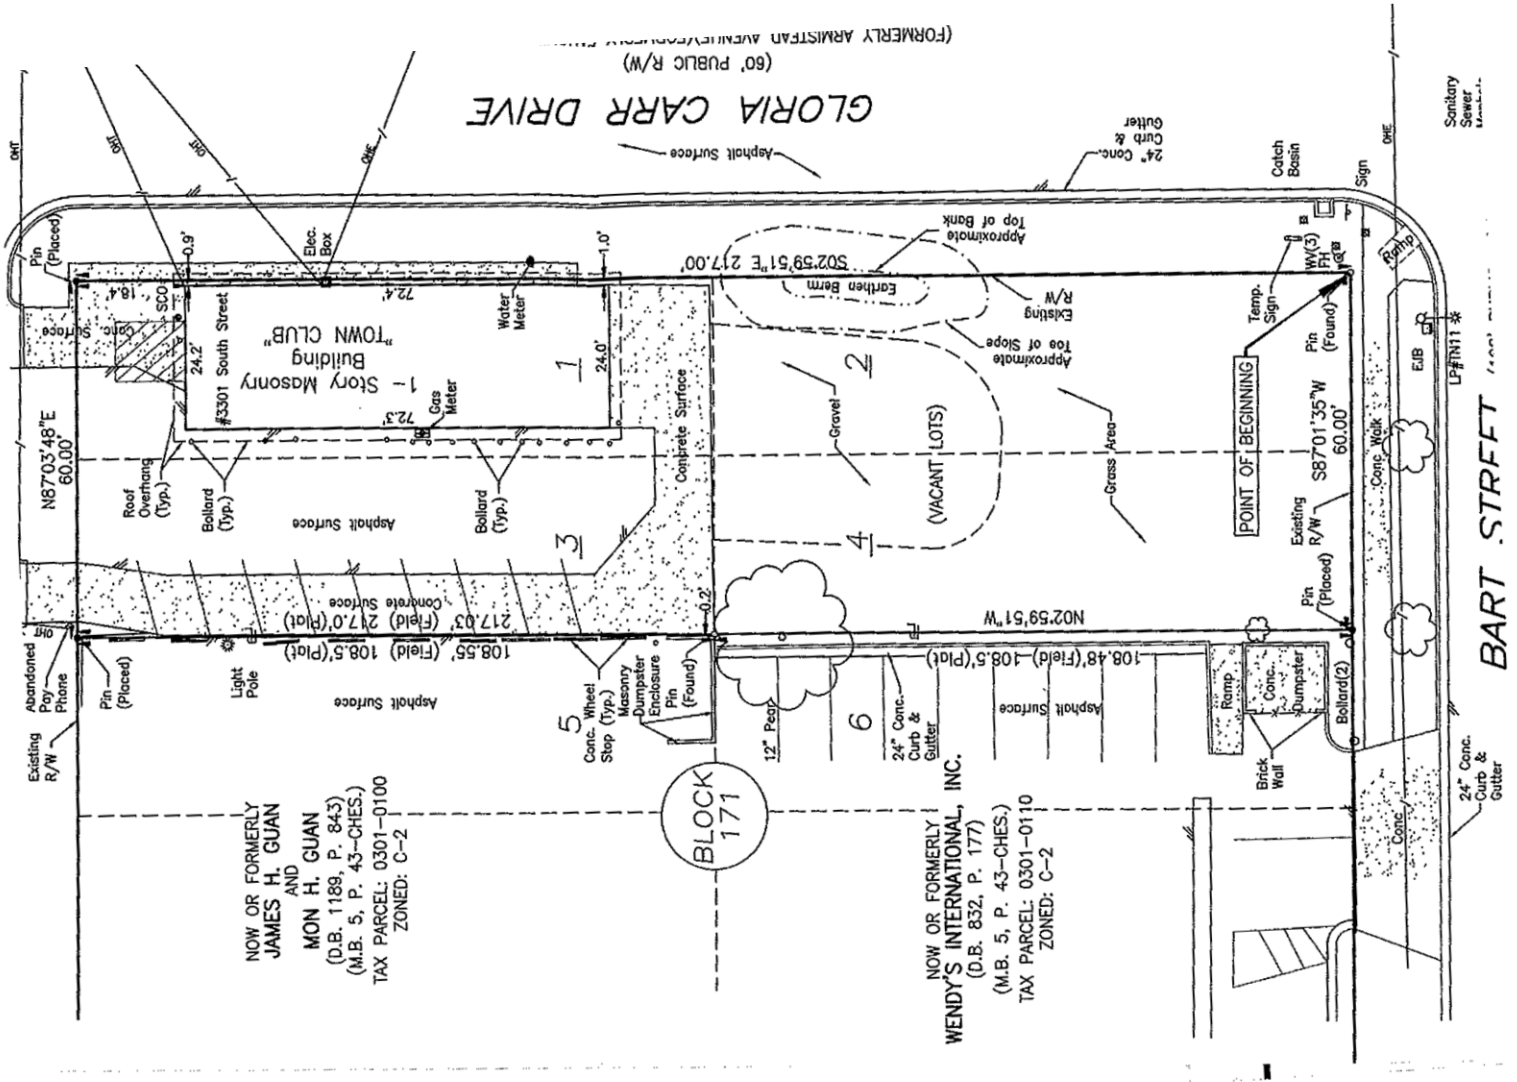 (FORMERLY ARMISTEAD AVENUE)
(60' PUBLIC R/W)
GLORIA CARR DRIVE
Asphalt Surface
24" Conc.
Curb &
Gutter
Catch
Basin
Sign
Sanitary
Sewer
OHT
OHT
OHT
OHE
OHE
Pin
(Placed)
0.9'
Elec.
Box
1.0'
S02°59'51"E 217.00'
Approximate
Top of Bank
WV(3)
FH
Ramp
18.4'
SCO
72.4'
Water
Meter
Earthen Berm
Existing
R/W
Temp.
Sign
Pin
(Found)
Conc. Surface
24.2'
#3301 South Street
1- Story Masonry
Building
"TOWN CLUB"
1
24.0'
2
Approximate
Toe of Slope
EJB
LP#TN11
72.3'
Gas
Meter
Concrete Surface
Gravel
Grass Area
(VACANT LOTS)
POINT OF BEGINNING
S87°01'35"W
60.00'
Conc Walk
N87°03'48"E
60.00'
Roof
Overhang
(Typ.)
Bollard
(Typ.)
Bollard
(Typ.)
Asphalt Surface
3
4
Existing
R/W
Pin
(Placed)
BART STREET
Concrete Surface
217.03' (Field) 217.0'(Plat)
108.55' (Field) 108.5'(Plat)
0.2'
N02°59'51"W
108.48'(Field) 108.5'(Plat)
OHT
Abandoned
Pay
Phone
Pin
(Placed)
Light
Pole
Asphalt Surface
Existing
R/W
5
Conc. Wheel
Stop (Typ.)
Masonry
Dumpster
Enclosure
Pin
(Found)
12" Pear
6
24" Conc.
Curb &
Gutter
Asphalt Surface
Ramp
Conc.
Dumpster
Bollard(2)
Brick
Wall
24" Conc.
Curb &
Gutter
Conc
BLOCK
171
NOW OR FORMERLY
JAMES H. GUAN
AND
MON H. GUAN
(D.B. 1189, P. 843)
(M.B. 5, P. 43-CHES.)
TAX PARCEL: 0301-0100
ZONED: C-2
NOW OR FORMERLY
WENDY'S INTERNATIONAL, INC.
(D.B. 832, P. 177)
(M.B. 5, P. 43-CHES.)
TAX PARCEL: 0301-0110
ZONED: C-2